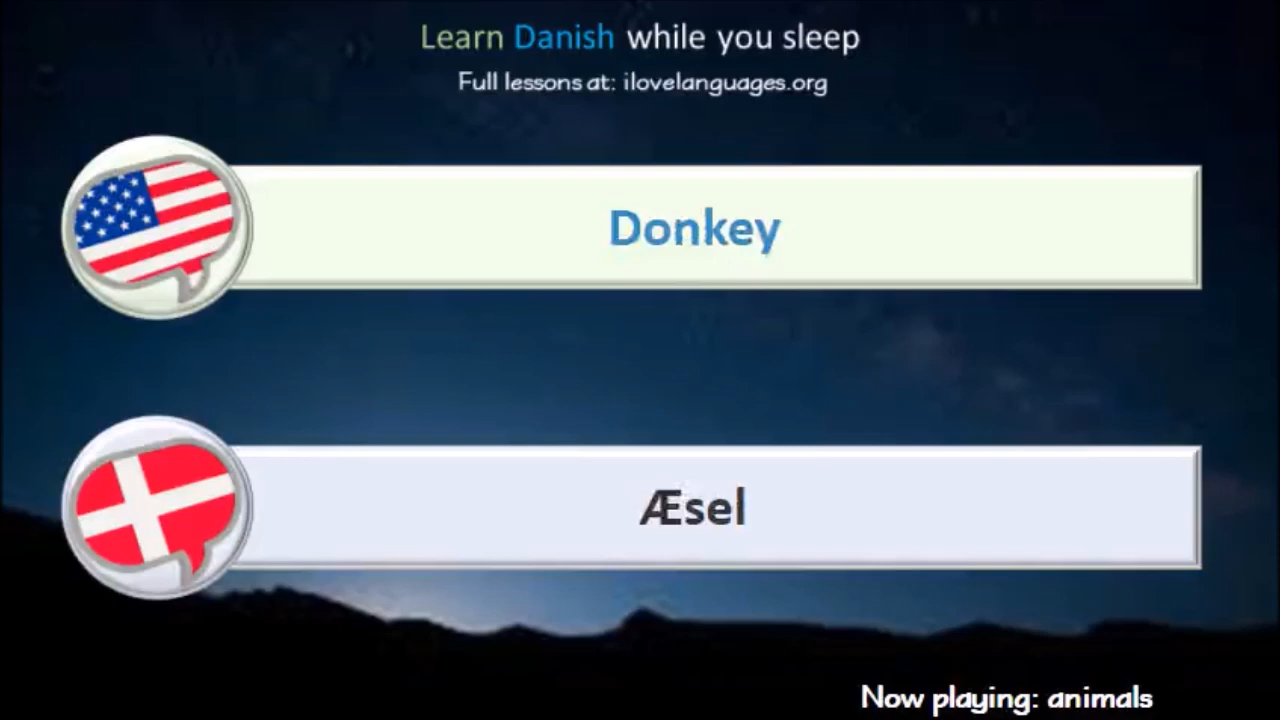 Learn Danish while you sleep
Full lessons at: ilovelanguages.org
Donkey
Æsel
Now playing: animals